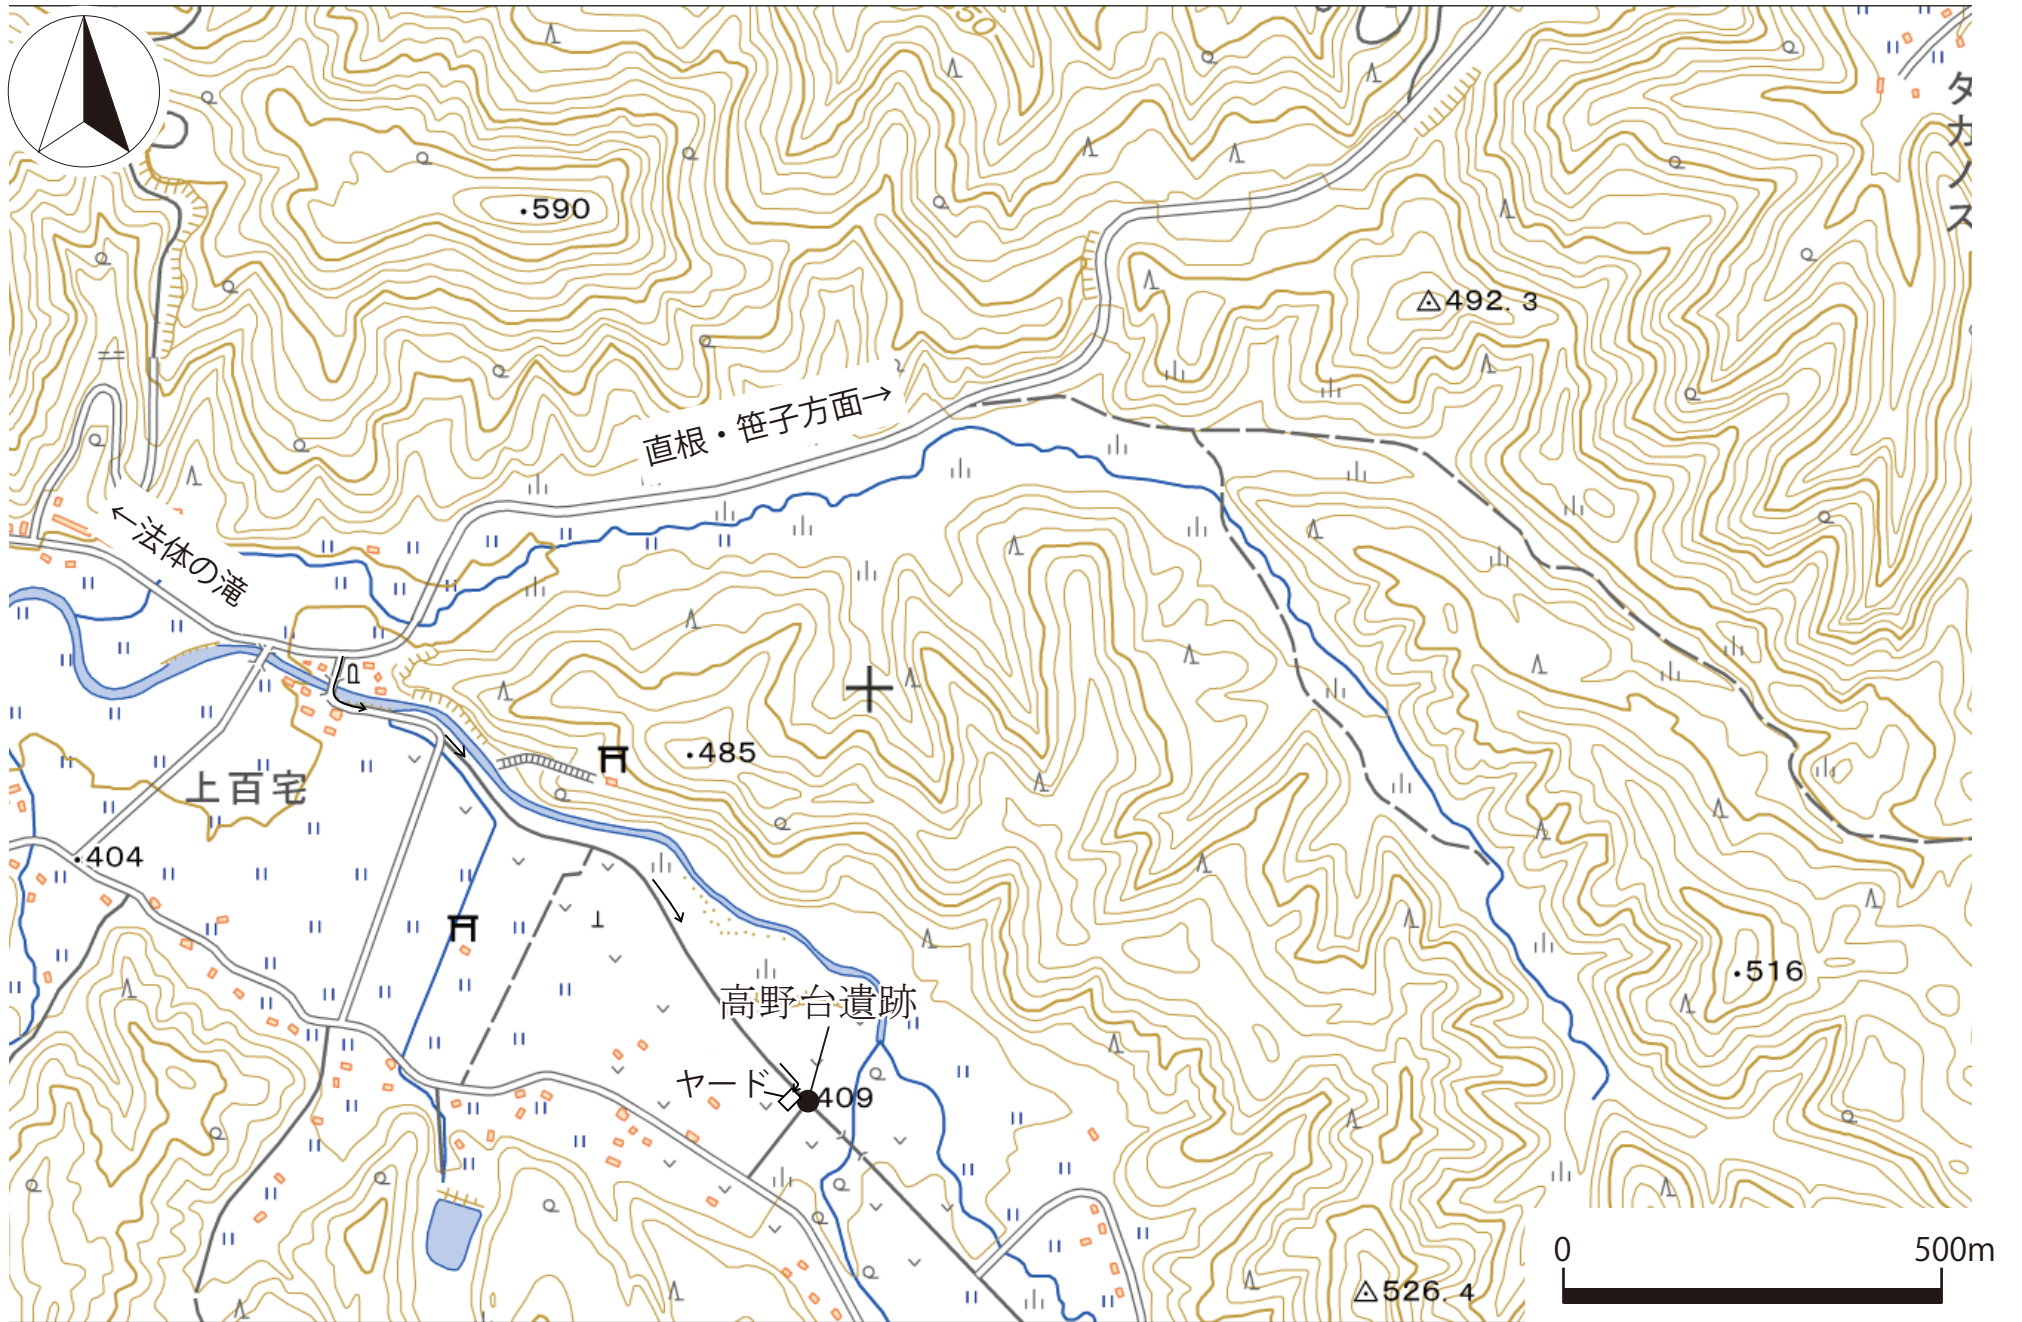 590
タカノス
492.3
直根・笹子方面→
←法体の滝
485
上百宅
404
516
高野台遺跡
ヤード
409
0 500m
526.4